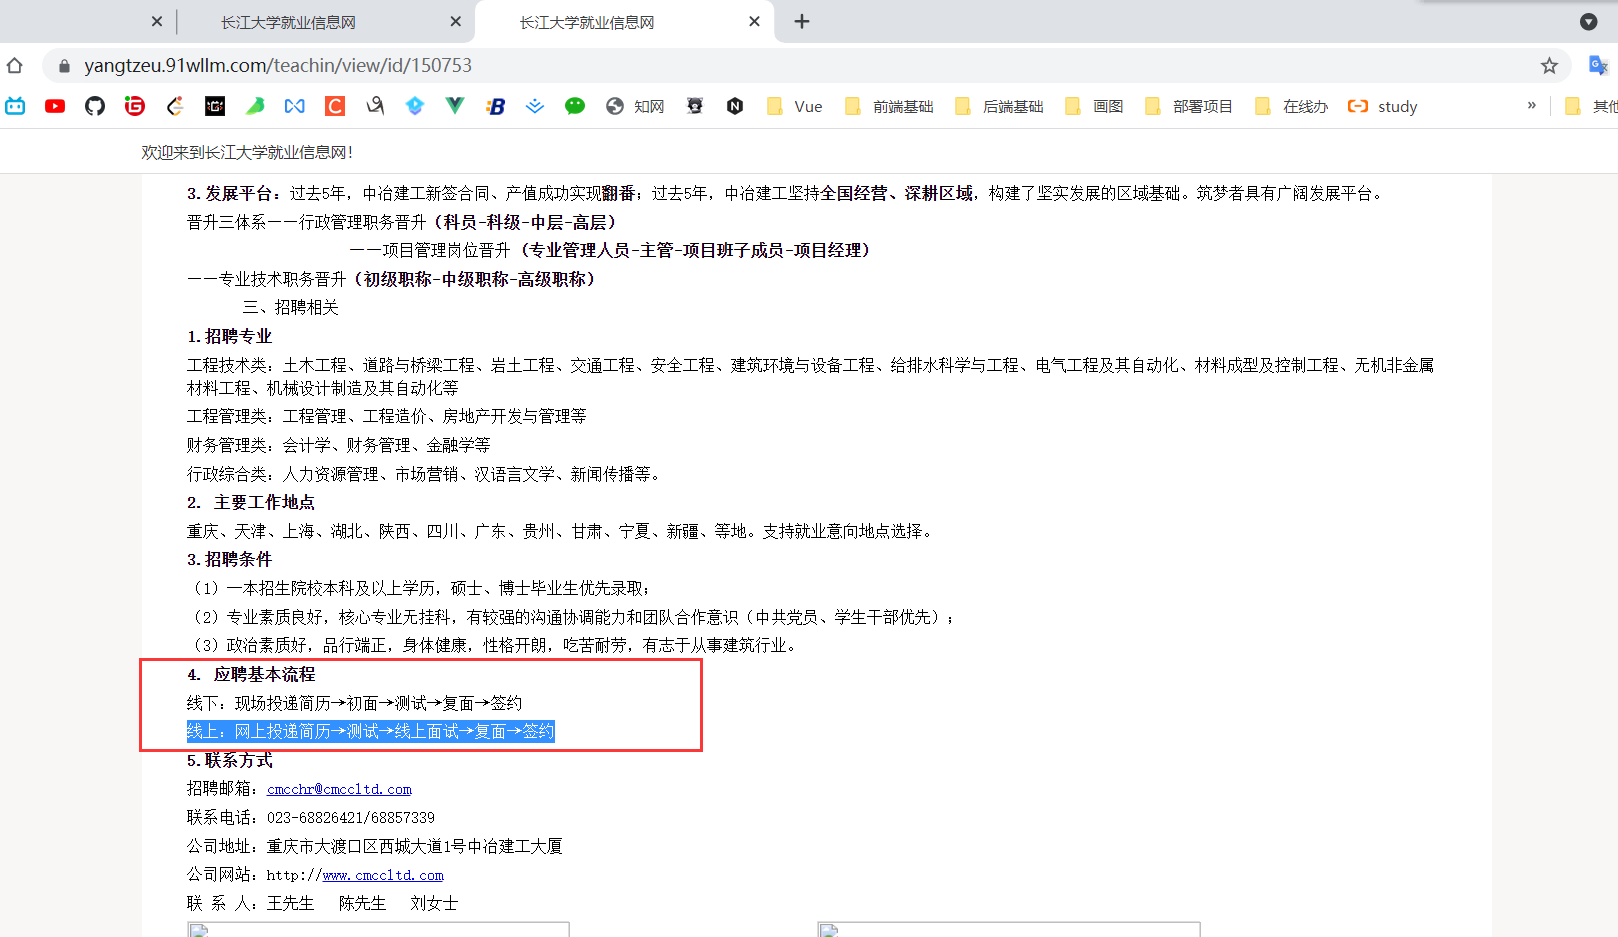 长江大学就业信息网
长江大学就业信息网
yangtzeu.91wllm.com/teachin/view/id/150753
知网 Vue 前端基础 后端基础 画图 部署项目 在线办 study » 其他
欢迎来到长江大学就业信息网!
3.发展平台：过去5年，中冶建工新签合同、产值成功实现翻番；过去5年，中冶建工坚持全国经营、深耕区域，构建了坚实发展的区域基础。筑梦者具有广阔发展平台。
晋升三体系——行政管理职务晋升（科员-科级-中层-高层）
——项目管理岗位晋升（专业管理人员-主管-项目班子成员-项目经理）
——专业技术职务晋升（初级职称-中级职称-高级职称）
三、招聘相关
1.招聘专业
工程技术类：土木工程、道路与桥梁工程、岩土工程、交通工程、安全工程、建筑环境与设备工程、给排水科学与工程、电气工程及其自动化、材料成型及控制工程、无机非金属
材料工程、机械设计制造及其自动化等
工程管理类：工程管理、工程造价、房地产开发与管理等
财务管理类：会计学、财务管理、金融学等
行政综合类：人力资源管理、市场营销、汉语言文学、新闻传播等。
2. 主要工作地点
重庆、天津、上海、湖北、陕西、四川、广东、贵州、甘肃、宁夏、新疆、等地。支持就业意向地点选择。
3.招聘条件
（1）一本招生院校本科及以上学历，硕士、博士毕业生优先录取；
（2）专业素质良好，核心专业无挂科，有较强的沟通协调能力和团队合作意识（中共党员、学生干部优先）；
（3）政治素质好，品行端正，身体健康，性格开朗，吃苦耐劳，有志于从事建筑行业。
4. 应聘基本流程
线下：现场投递简历→初面→测试→复面→签约
线上：网上投递简历→测试→线上面试→复面→签约
5.联系方式
招聘邮箱：cmcchr@cmccltd.com
联系电话：023-68826421/68857339
公司地址：重庆市大渡口区西城大道1号中冶建工大厦
公司网站：http://www.cmccltd.com
联 系 人：王先生 陈先生 刘女士